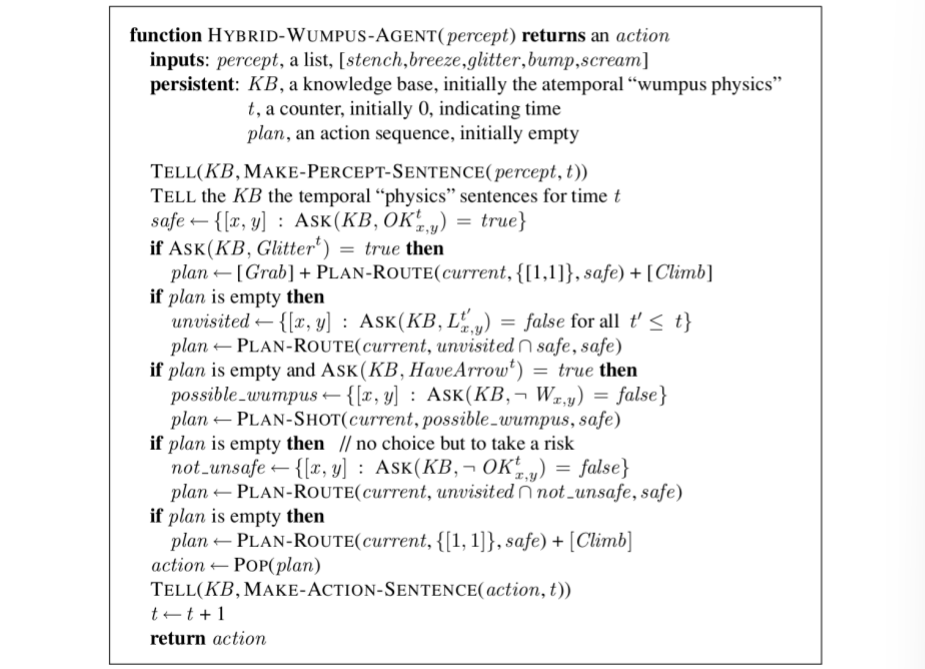 function HYBRID-WUMPUS-AGENT(percept) returns an action
inputs: percept, a list, [stench,breeze,glitter,bump,scream]
persistent: KB, a knowledge base, initially the atemporal “wumpus physics”
t, a counter, initially 0, indicating time
plan, an action sequence, initially empty
TELL(KB, MAKE-PERCEPT-SENTENCE(percept, t))
TELL the KB the temporal “physics” sentences for time t
safe ← {[x, y] : ASK(KB, OK^t_{x,y}) = true}
if ASK(KB, Glitter^t) = true then
plan ← [Grab] + PLAN-ROUTE(current, {[1,1]}, safe) + [Climb]
if plan is empty then
unvisited ← {[x, y] : ASK(KB, L^{t′}_{x,y}) = false for all t′ ≤ t}
plan ← PLAN-ROUTE(current, unvisited ∩ safe, safe)
if plan is empty and ASK(KB, HaveArrow^t) = true then
possible_wumpus ← {[x, y] : ASK(KB, ¬ W_{x,y}) = false}
plan ← PLAN-SHOT(current, possible_wumpus, safe)
if plan is empty then // no choice but to take a risk
not_unsafe ← {[x, y] : ASK(KB, ¬ OK^t_{x,y}) = false}
plan ← PLAN-ROUTE(current, unvisited ∩ not_unsafe, safe)
if plan is empty then
plan ← PLAN-ROUTE(current, {[1, 1]}, safe) + [Climb]
action ← POP(plan)
TELL(KB, MAKE-ACTION-SENTENCE(action, t))
t ← t + 1
return action